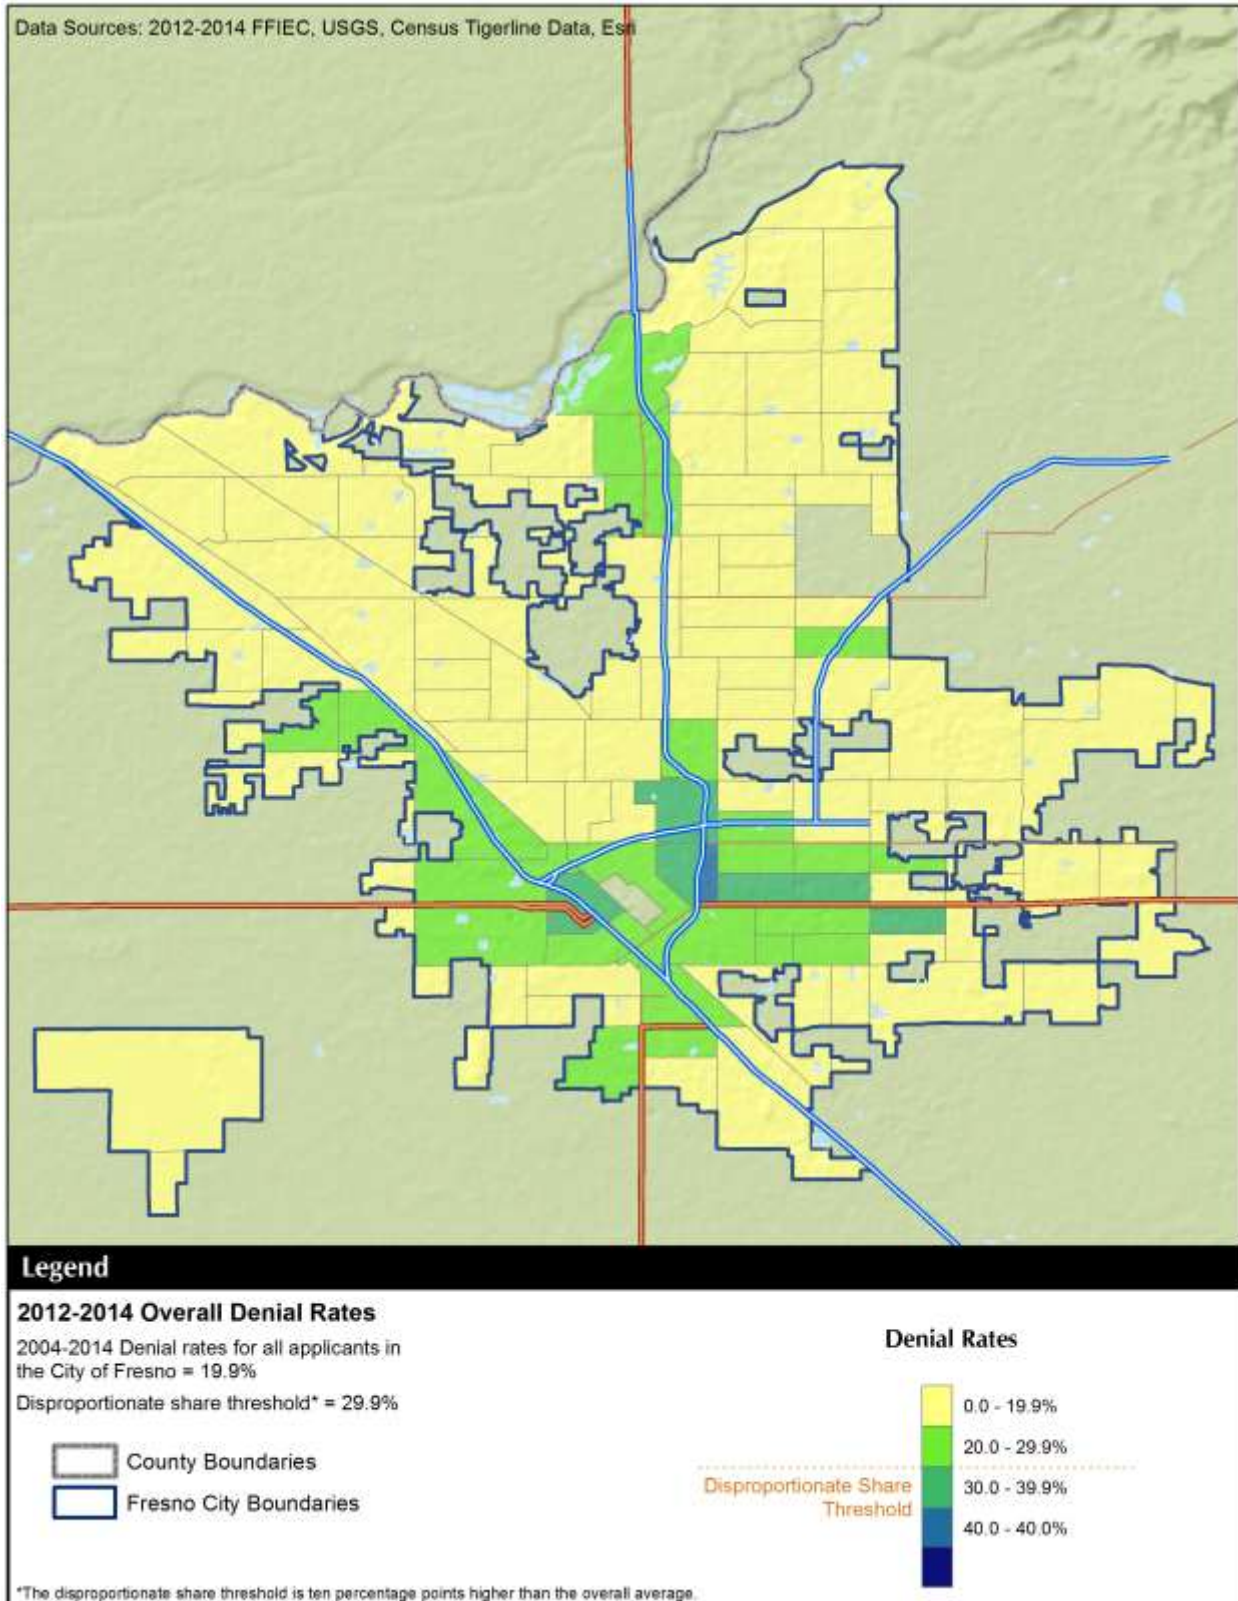 Data Sources: 2012-2014 FFIEC, USGS, Census Tigerline Data, Esri
Legend
2012-2014 Overall Denial Rates
2004-2014 Denial rates for all applicants in
the City of Fresno = 19.9%
Disproportionate share threshold* = 29.9%
County Boundaries
Fresno City Boundaries
Denial Rates
0.0 - 19.9%
20.0 - 29.9%
Disproportionate Share
Threshold
30.0 - 39.9%
40.0 - 40.0%
*The disproportionate share threshold is ten percentage points higher than the overall average.